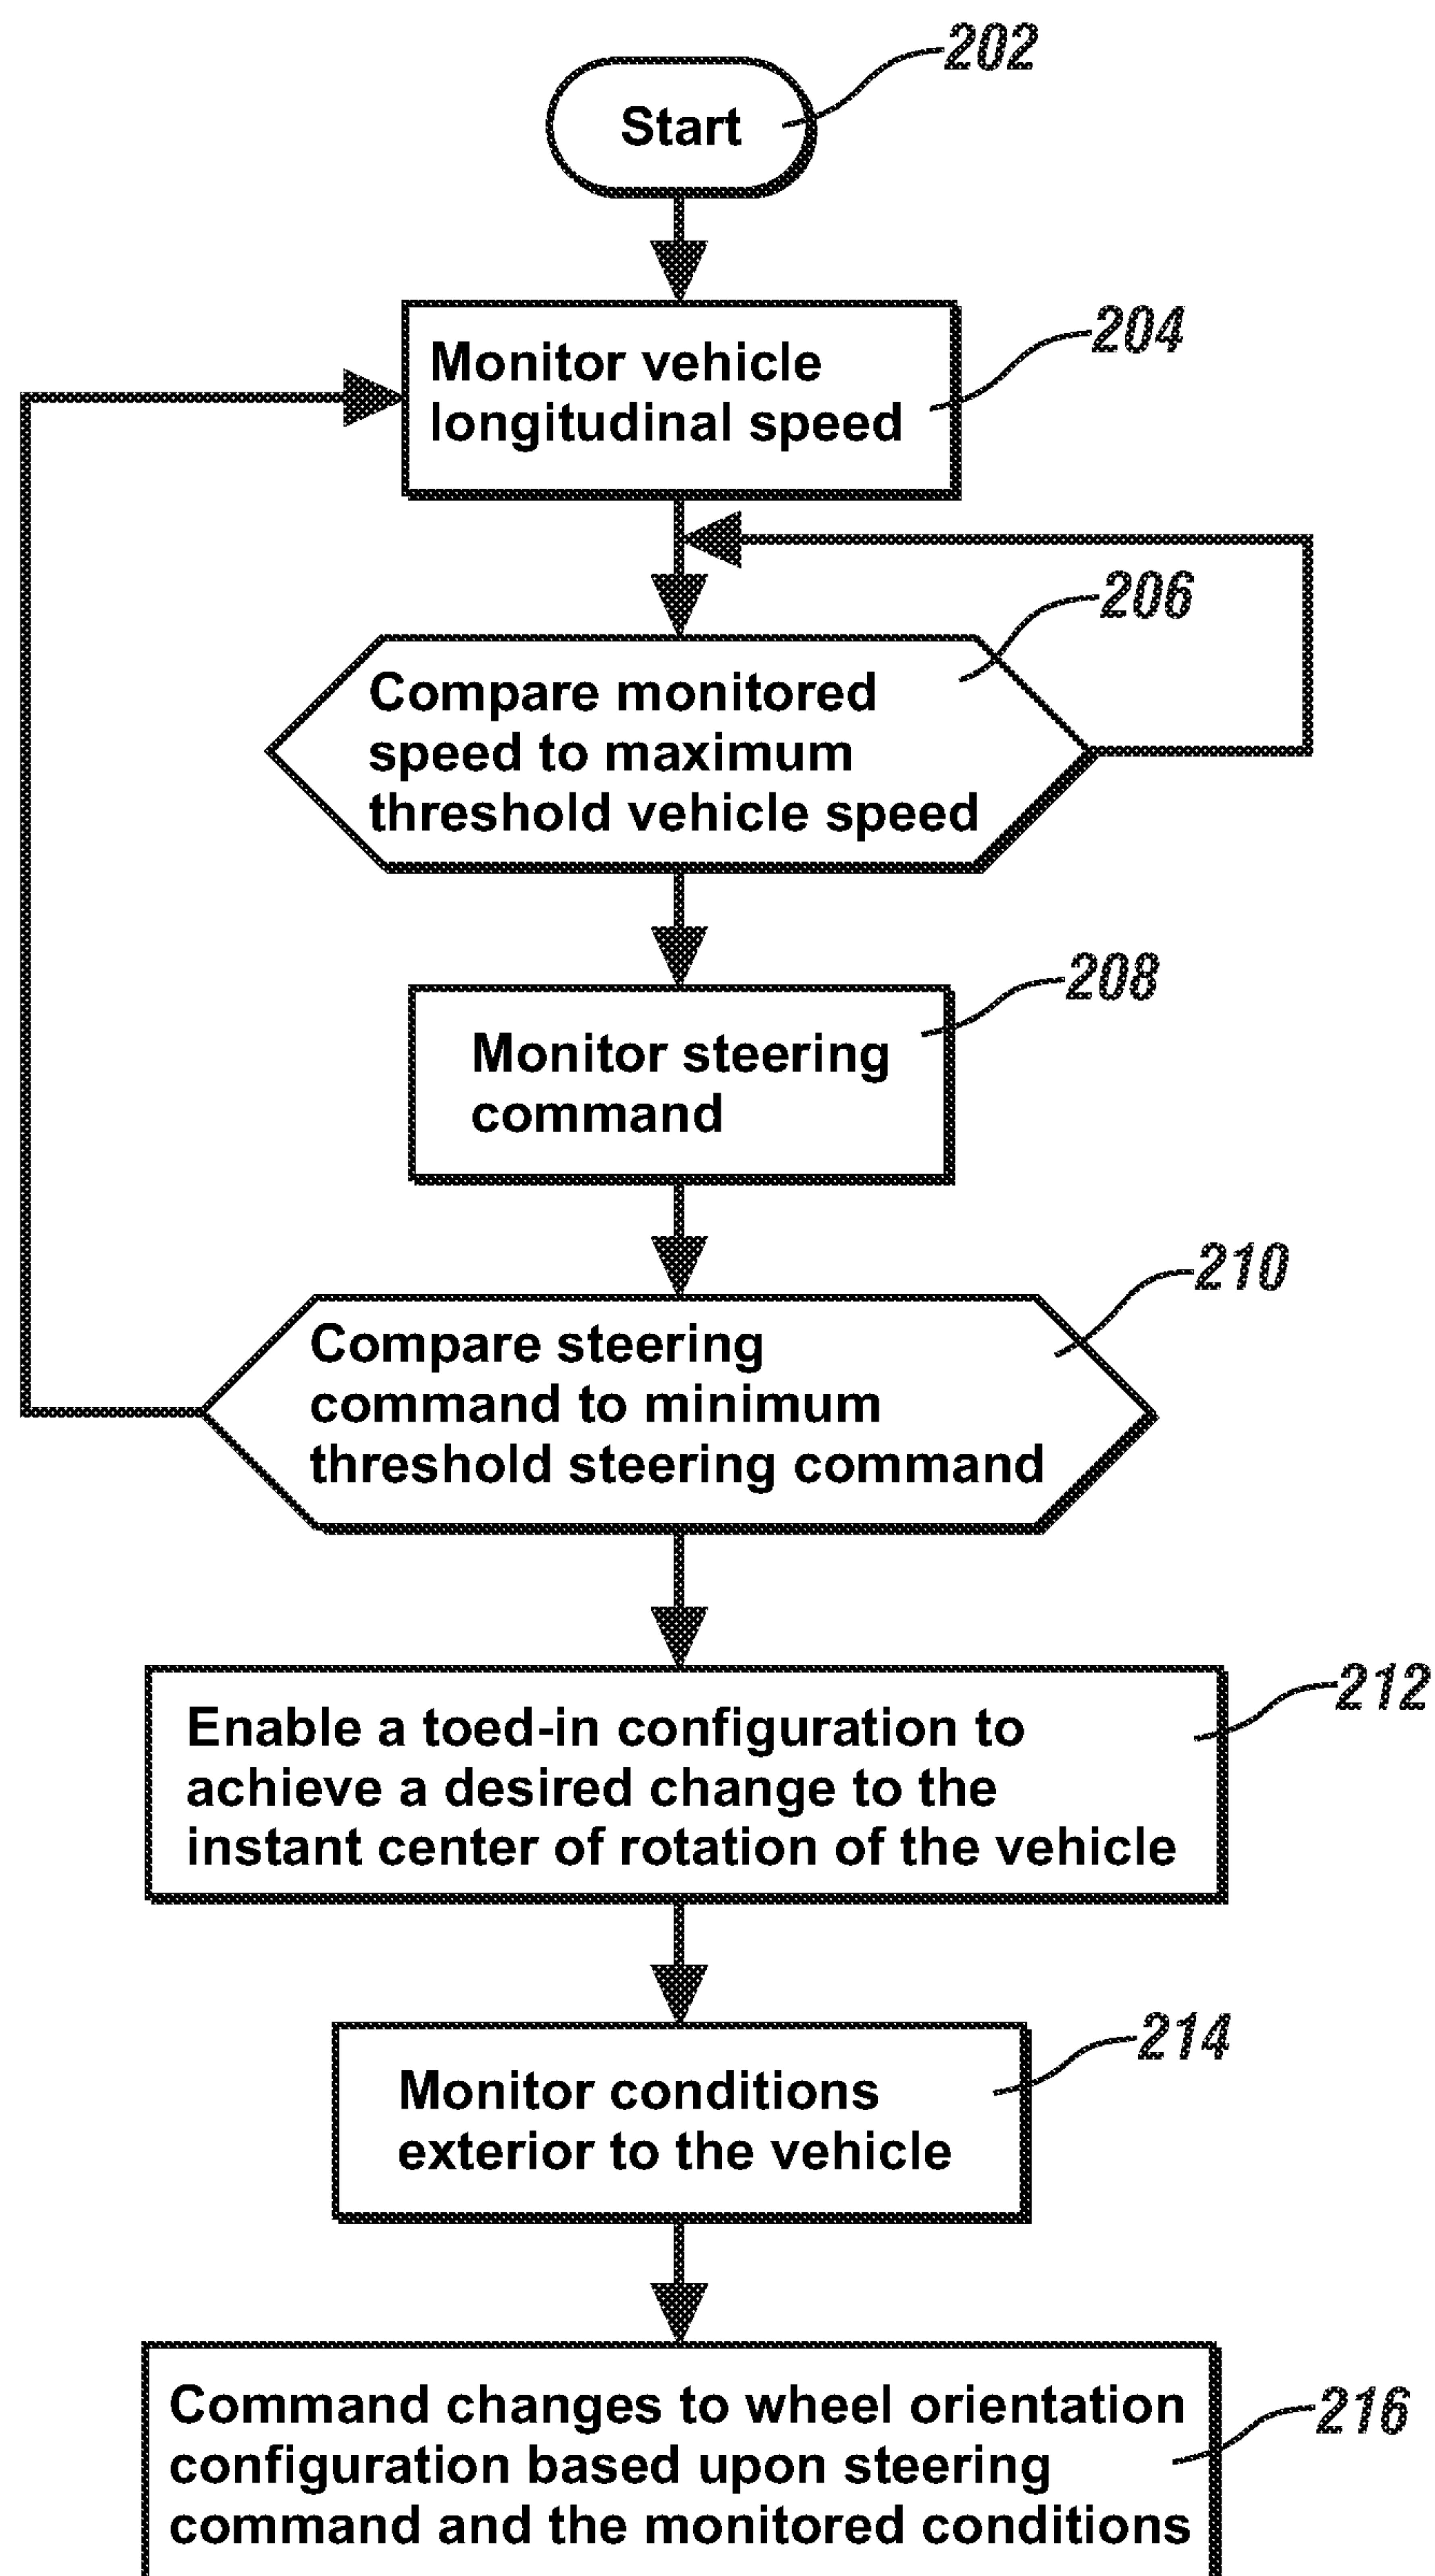 202
Start
204
Monitor vehicle
longitudinal speed
206
Compare monitored
speed to maximum
threshold vehicle speed
208
Monitor steering
command
210
Compare steering
command to minimum
threshold steering command
212
Enable a toed-in configuration to
achieve a desired change to the
instant center of rotation of the vehicle
214
Monitor conditions
exterior to the vehicle
216
Command changes to wheel orientation
configuration based upon steering
command and the monitored conditions